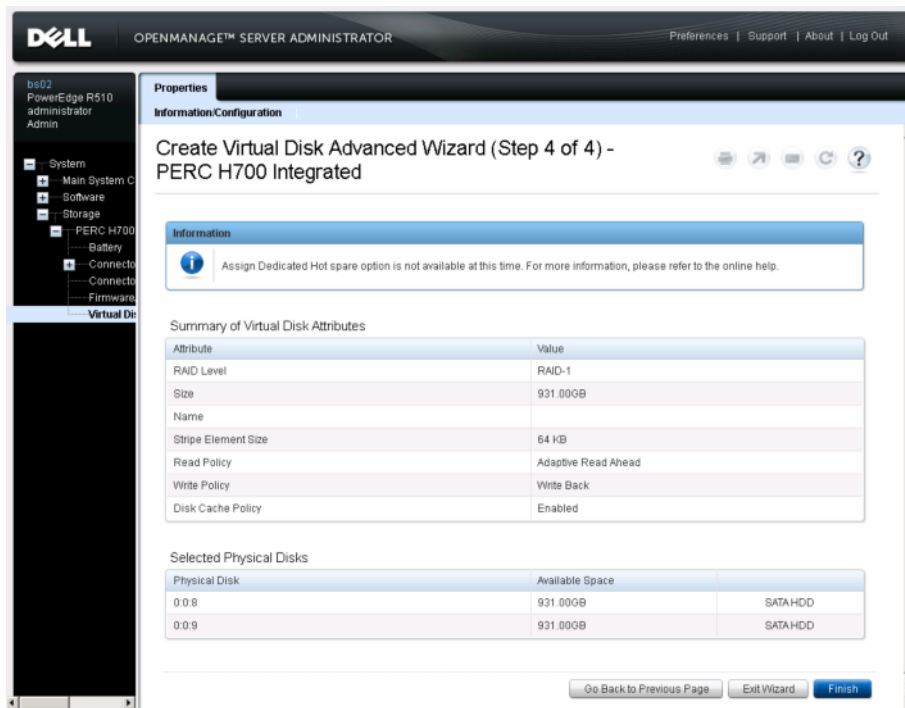 DELL
OPENMANAGE™ SERVER ADMINISTRATOR
Preferences | Support | About | Log Out
bs02
PowerEdge R510
administrator
Admin
System
Main System C
Software
Storage
PERC H700
Battery
Connecto
Connecto
Firmware
Virtual Di
Properties
Information/Configuration
Create Virtual Disk Advanced Wizard (Step 4 of 4) -
PERC H700 Integrated
Information
Assign Dedicated Hot spare option is not available at this time. For more information, please refer to the online help.
Summary of Virtual Disk Attributes
Attribute Value
RAID Level RAID-1
Size 931.00GB
Name
Stripe Element Size 64 KB
Read Policy Adaptive Read Ahead
Write Policy Write Back
Disk Cache Policy Enabled
Selected Physical Disks
Physical Disk Available Space
0:0:8 931.00GB SATA HDD
0:0:9 931.00GB SATA HDD
Go Back to Previous Page Exit Wizard Finish